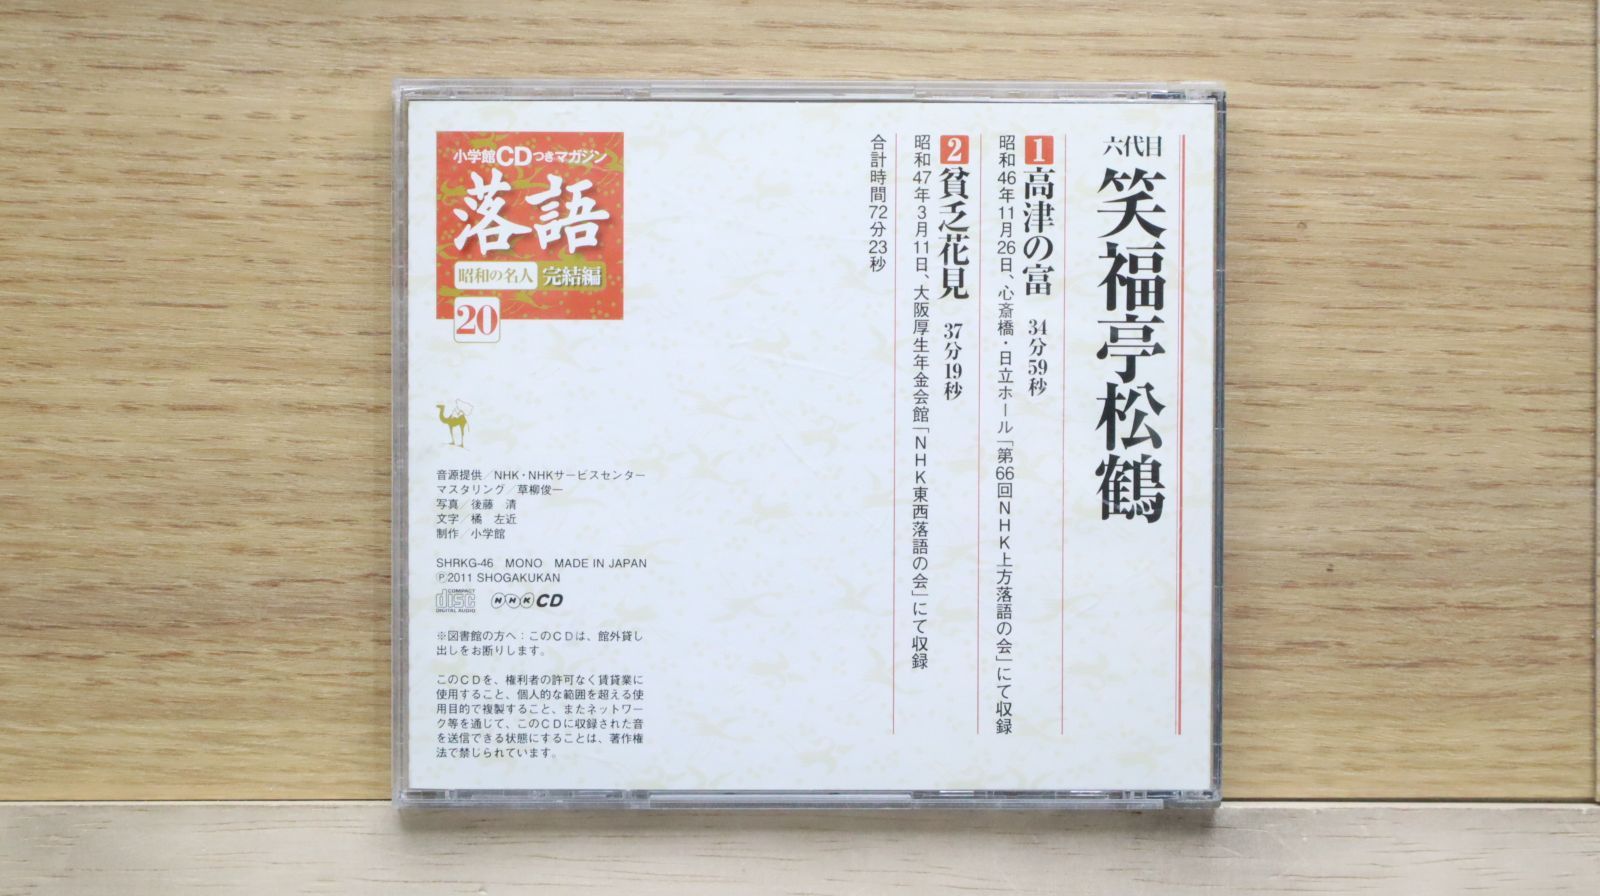 六代目
笑福亭松鶴
1 高津の富 34分59秒
昭和46年11月26日、心斎橋・日立ホール「第66回NHK上方落語の会」にて収録
2 貧乏花見 37分19秒
昭和47年3月11日、大阪厚生年金会館「NHK東西落語の会」にて収録
合計時間72分23秒
小学館CDつきマガジン
落語
昭和の名人 完結編
20
音源提供/NHK・NHKサービスセンター
マスタリング/草柳俊一
写真/後藤 清
文字/橘 左近
制作/小学館
SHRKG-46 MONO MADE IN JAPAN
Ⓟ2011 SHOGAKUKAN
COMPACT
disc
DIGITAL AUDIO
NHK CD
※図書館の方へ:このCDは、館外貸し
出しをお断りします。
このCDを、権利者の許可なく賃貸業に
使用すること、個人的な範囲を超える使
用目的で複製すること、またネットワー
ク等を通じて、このCDに収録された音
を送信できる状態にすることは、著作権
法で禁じられています。